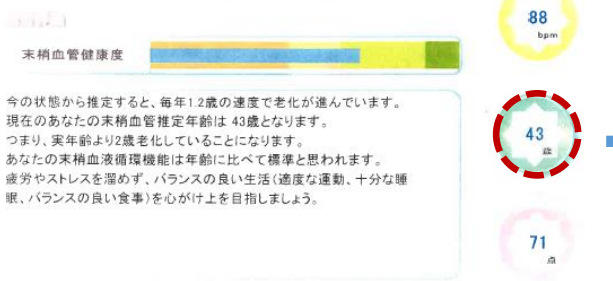 末梢血管健康度
今の状態から推定すると、毎年1.2歳の速度で老化が進んでいます。
現在のあなたの末梢血管推定年齢は 43歳となります。
つまり、実年齢より2歳老化していることになります。
あなたの末梢血液循環機能は年齢に比べて標準と思われます。
疲労やストレスを溜めず、バランスの良い生活(適度な運動、十分な睡
眠、バランスの良い食事)を心がけ上を目指しましょう。
88
bpm
43
歳
71
点